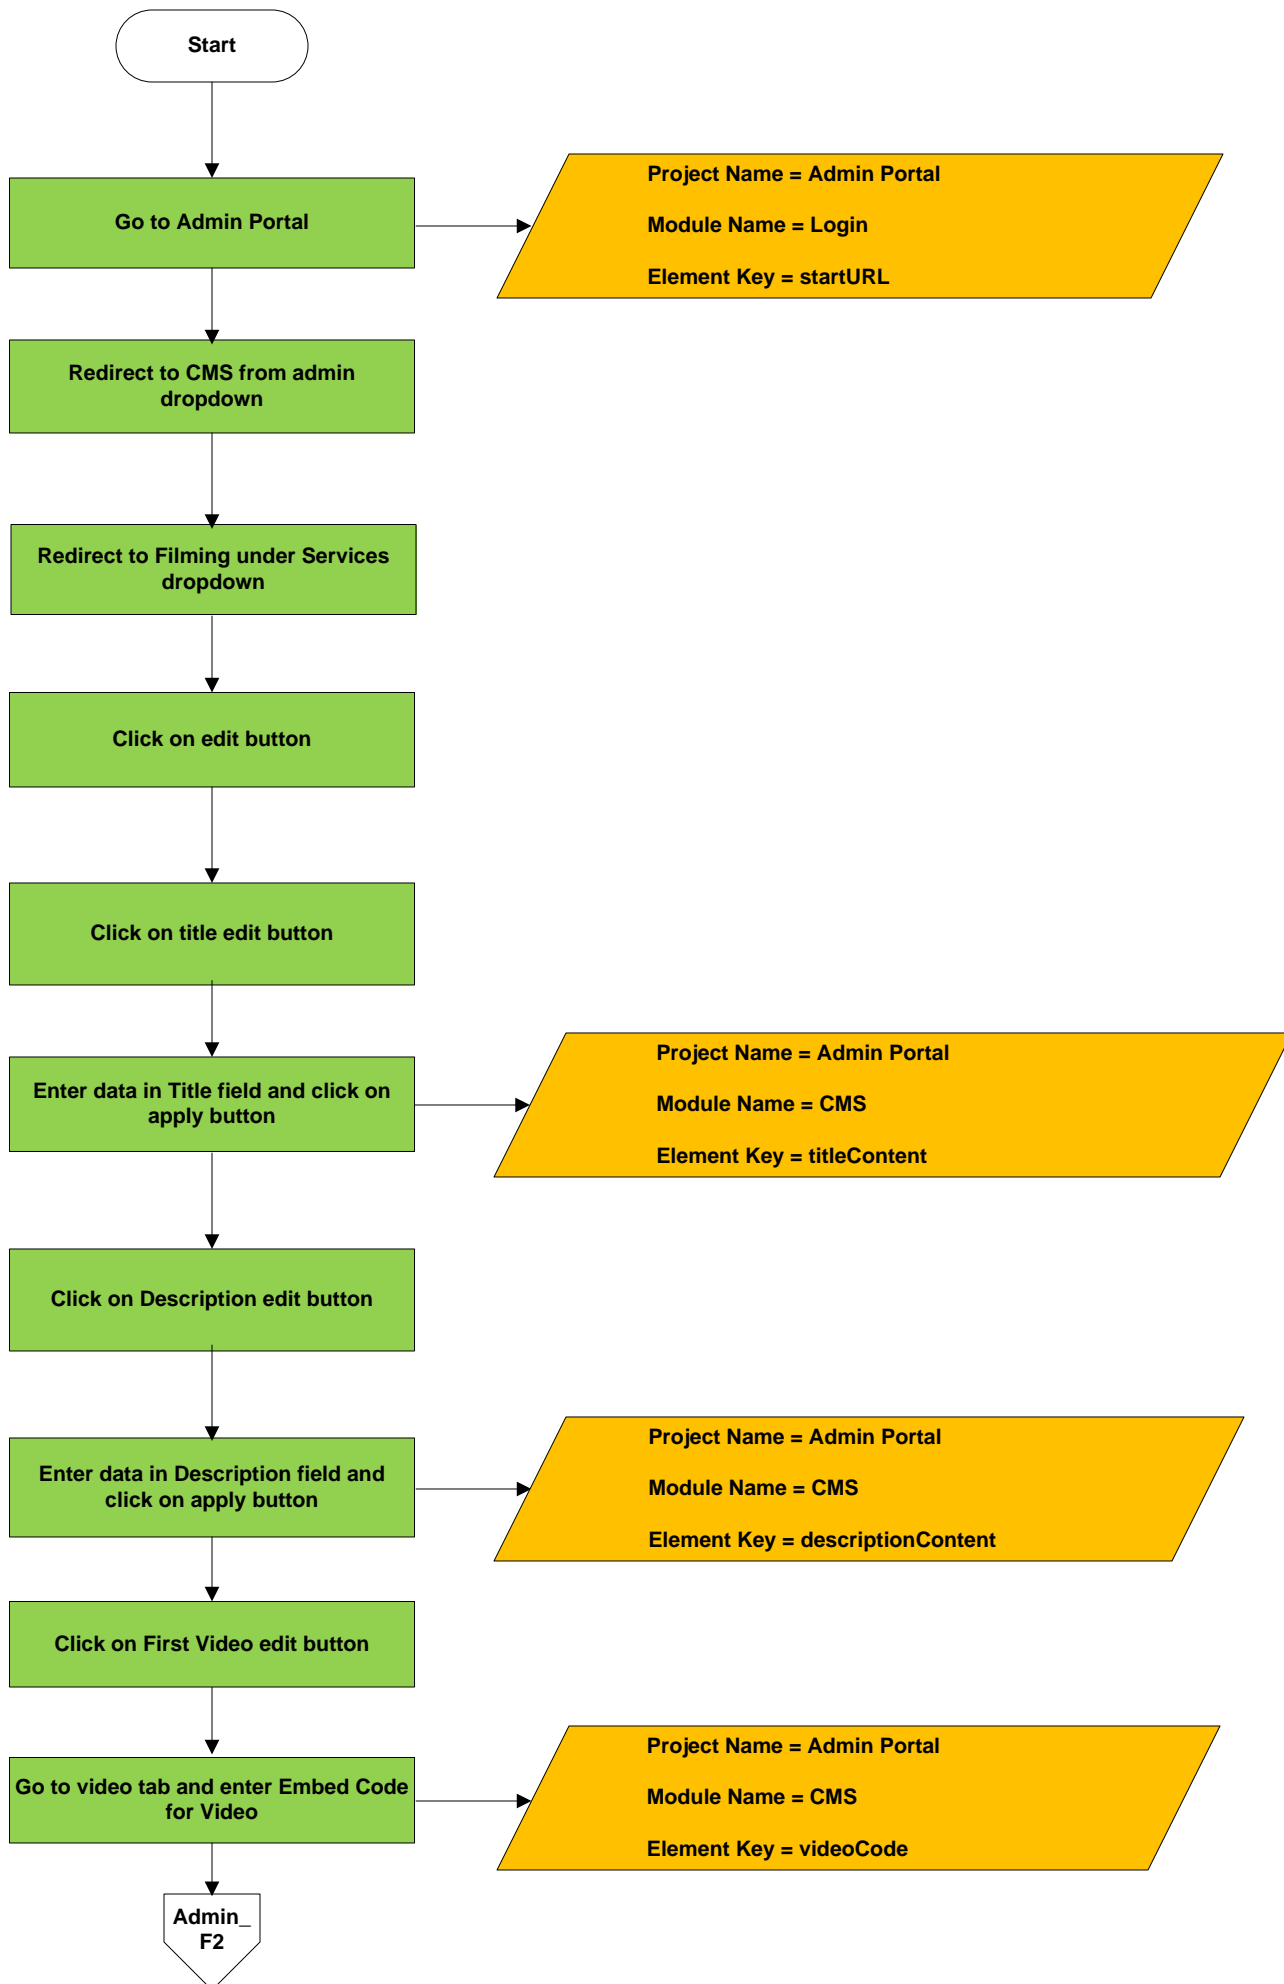 Start
Go to Admin Portal
Project Name = Admin Portal
Module Name = Login
Element Key = startURL
Redirect to CMS from admin
dropdown
Redirect to Filming under Services
dropdown
Click on edit button
Click on title edit button
Enter data in Title field and click on
apply button
Project Name = Admin Portal
Module Name = CMS
Element Key = titleContent
Click on Description edit button
Enter data in Description field and
click on apply button
Project Name = Admin Portal
Module Name = CMS
Element Key = descriptionContent
Click on First Video edit button
Go to video tab and enter Embed Code
for Video
Project Name = Admin Portal
Module Name = CMS
Element Key = videoCode
Admin_
F2